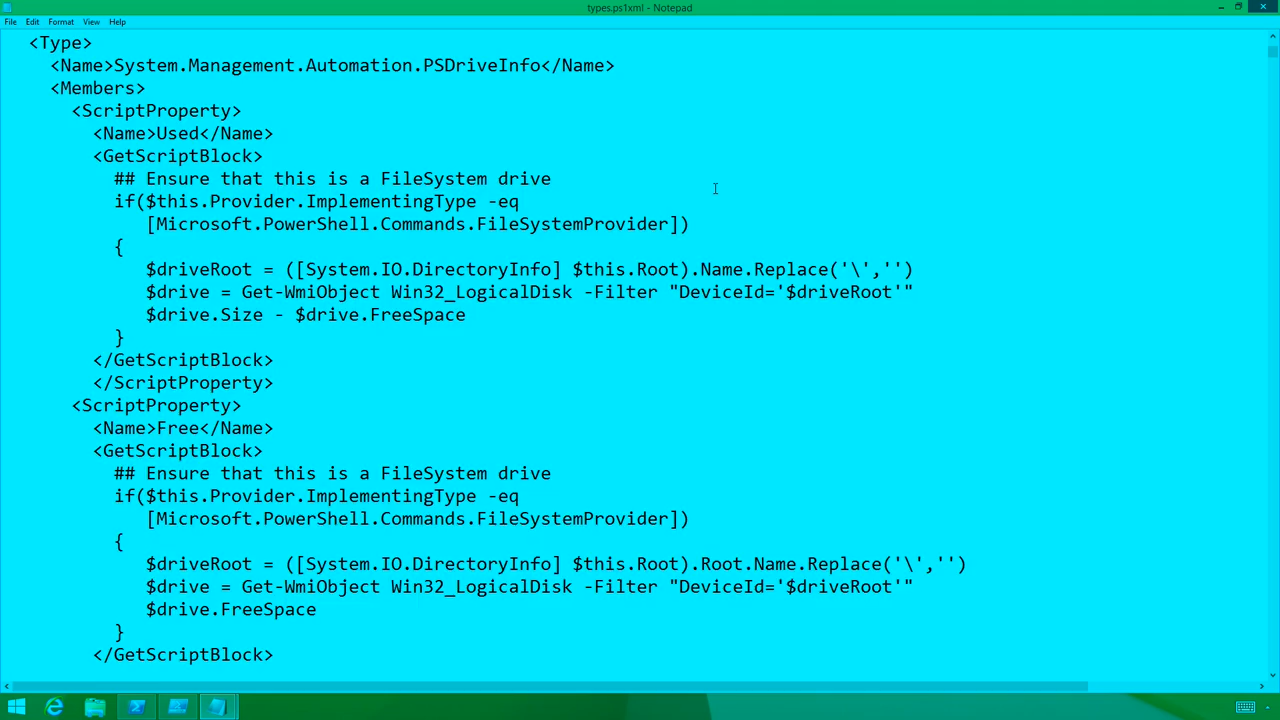 types.ps1xml - Notepad
File Edit Format View Help
<Type>
<Name>System.Management.Automation.PSDriveInfo</Name>
<Members>
<ScriptProperty>
<Name>Used</Name>
<GetScriptBlock>
## Ensure that this is a FileSystem drive
if($this.Provider.ImplementingType -eq
[Microsoft.PowerShell.Commands.FileSystemProvider])
{
$driveRoot = ([System.IO.DirectoryInfo] $this.Root).Name.Replace('\','')
$drive = Get-WmiObject Win32_LogicalDisk -Filter "DeviceId='$driveRoot'"
$drive.Size - $drive.FreeSpace
}
</GetScriptBlock>
</ScriptProperty>
<ScriptProperty>
<Name>Free</Name>
<GetScriptBlock>
## Ensure that this is a FileSystem drive
if($this.Provider.ImplementingType -eq
[Microsoft.PowerShell.Commands.FileSystemProvider])
{
$driveRoot = ([System.IO.DirectoryInfo] $this.Root).Root.Name.Replace('\','')
$drive = Get-WmiObject Win32_LogicalDisk -Filter "DeviceId='$driveRoot'"
$drive.FreeSpace
}
</GetScriptBlock>